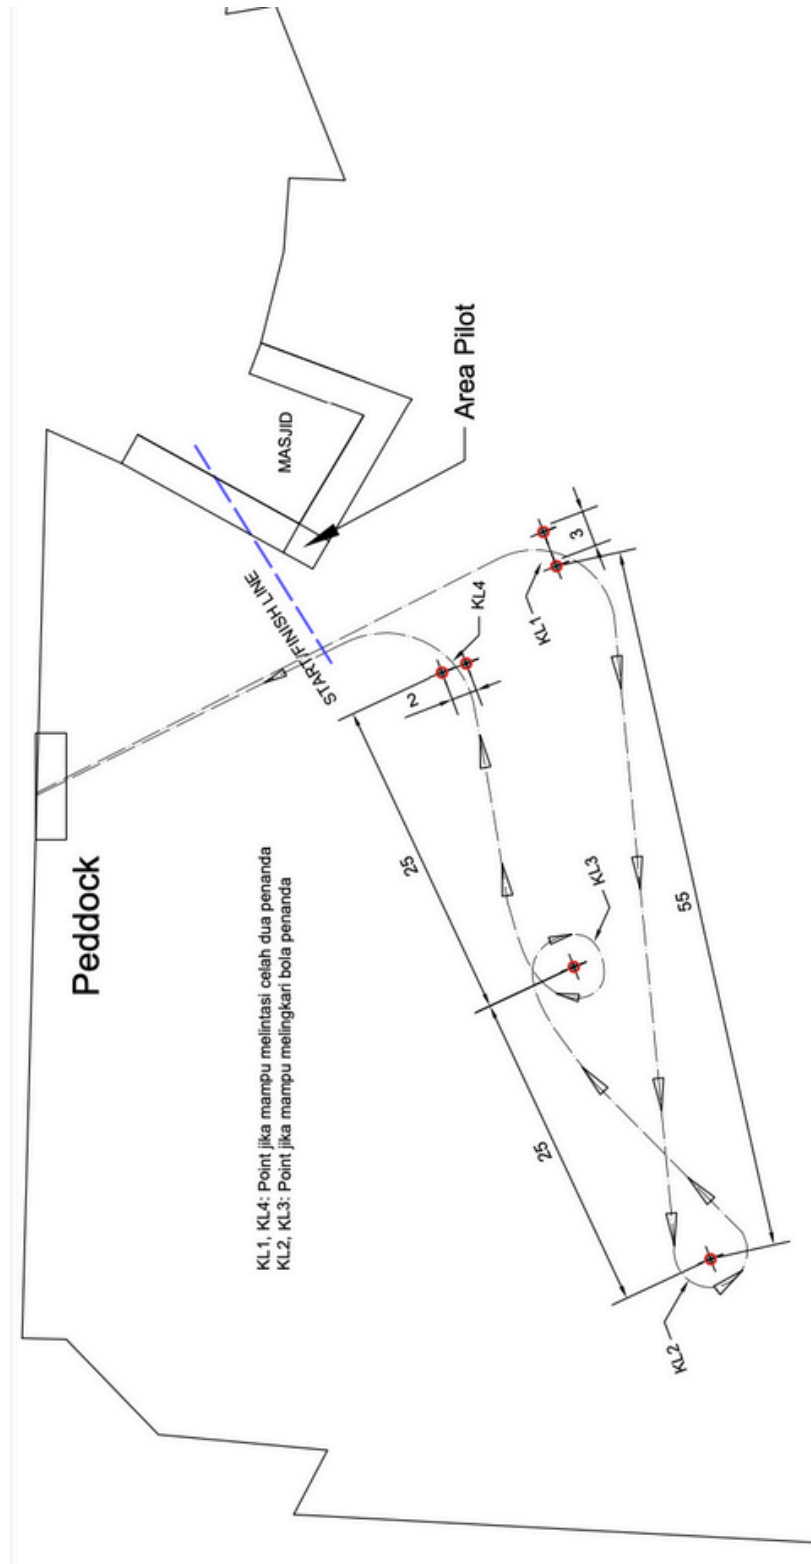 Peddock
KL1, KL4: Point jika mampu melintasi celah dua penanda
KL2, KL3: Point jika mampu melingkari bola penanda
START/FINISH LINE
MASJID
Area Pilot
KL4
2
KL1
3
25
KL3
55
25
KL2